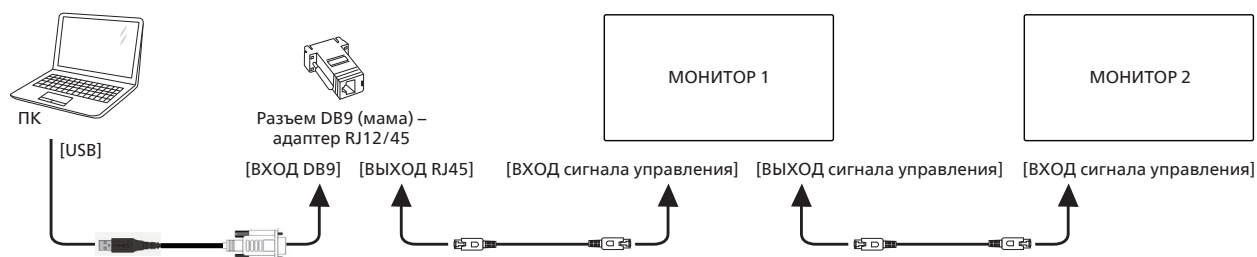 МОНИТОР 1
МОНИТОР 2
ПК
Разъем DB9 (мама) –
адаптер RJ12/45
[USB]
[ВХОД DB9]
[ВЫХОД RJ45]
[ВХОД сигнала управления]
[ВЫХОД сигнала управления]
[ВХОД сигнала управления]